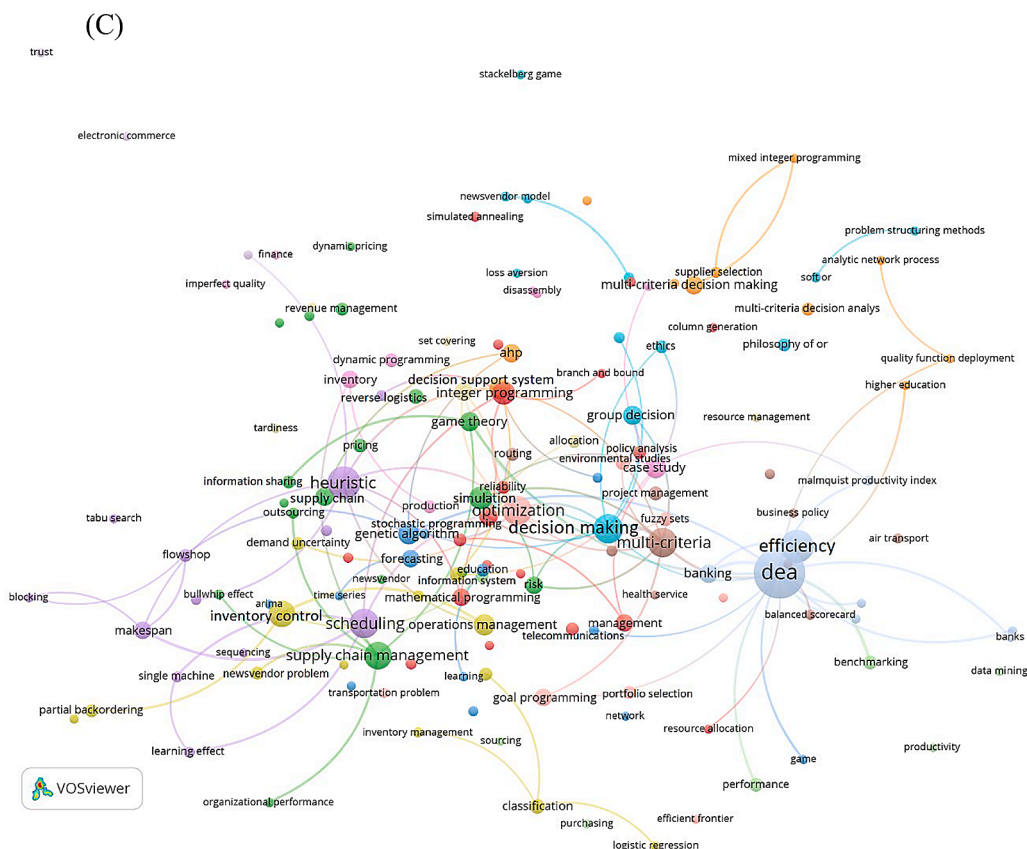 (C)
trust
stackelberg game
electronic commerce
mixed integer programming
newsvendor model
simulated annealing
problem structuring methods
dynamic pricing
finance
analytic network process
loss aversion
supplier selection
soft or
imperfect quality
multi-criteria decision making
disassembly
revenue management
multi-criteria decision analys
column generation
set covering
ahp
ethics
philosophy of or
dynamic programming
quality function deployment
branch and bound
inventory
decision support system
integer programming
higher education
reverse logistics
game theory
group decision
resource management
tardiness
pricing
allocation
policy analysis
routing
environmental studies
case study
information sharing
heuristic
reliability
malmquist productivity index
supply chain
simulation
project management
outsourcing
production
optimization
business policy
tabu search
stochastic programming
fuzzy sets
genetic algorithm
decision making
demand uncertainty
multi-criteria
air transport
efficiency
flowshop
forecasting
education
banking
dea
newsvendor
information system
risk
blocking
bullwhip effect
time series
mathematical programming
health service
arima
inventory control
balanced scorecard
makespan
scheduling
operations management
management
telecommunications
banks
sequencing
supply chain management
benchmarking
single machine
newsvendor problem
learning
data mining
transportation problem
goal programming
portfolio selection
partial backordering
network
inventory management
resource allocation
sourcing
learning effect
productivity
game
VOSviewer
performance
organizational performance
classification
purchasing
efficient frontier
logistic regression